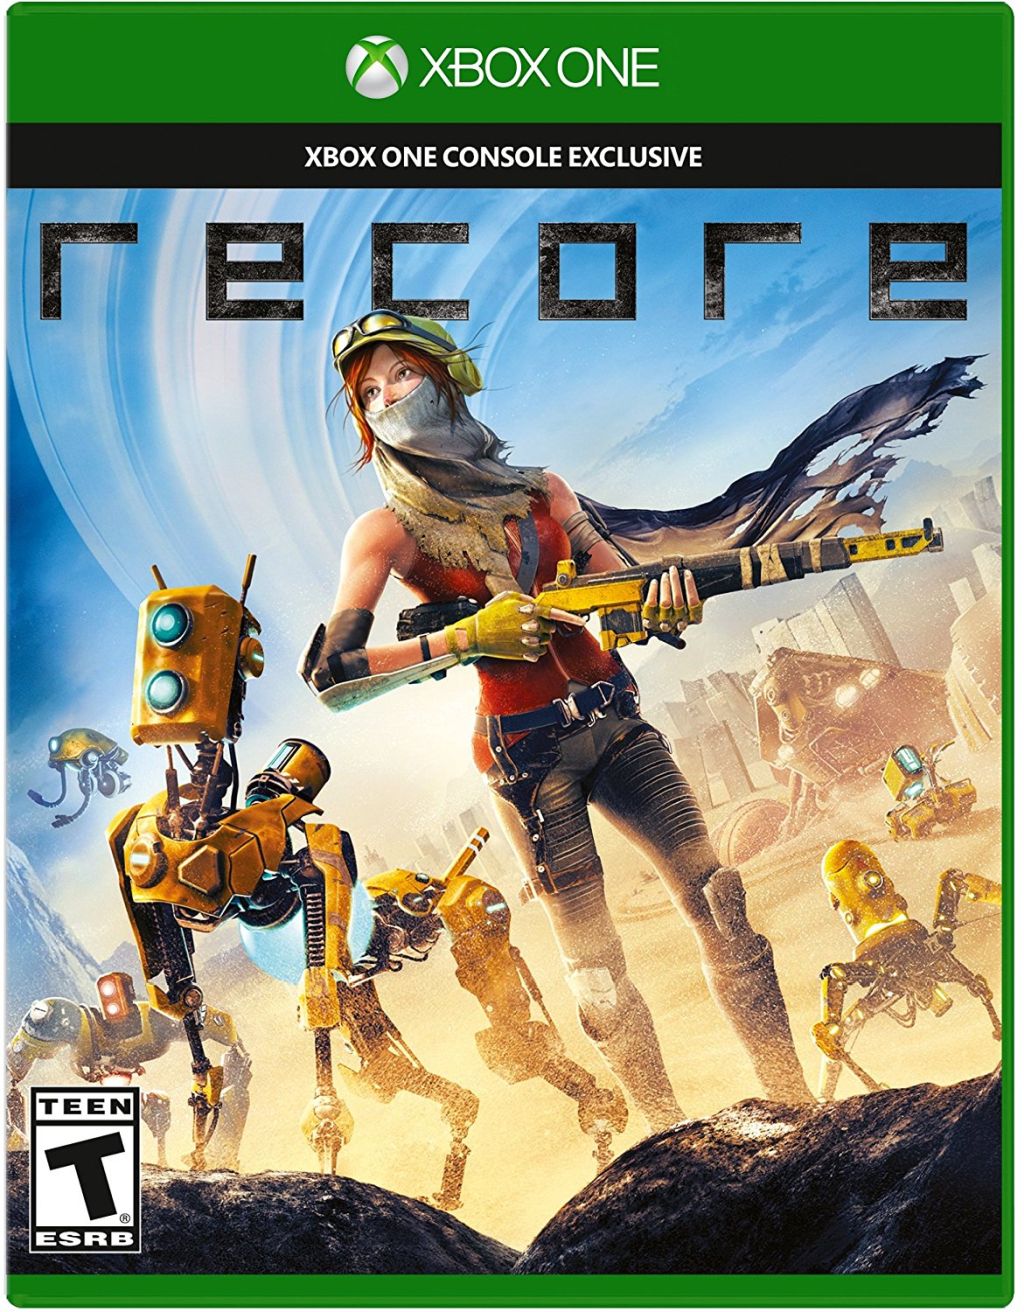 XBOX ONE
XBOX ONE CONSOLE EXCLUSIVE
recore
TEEN
T
®
ESRB